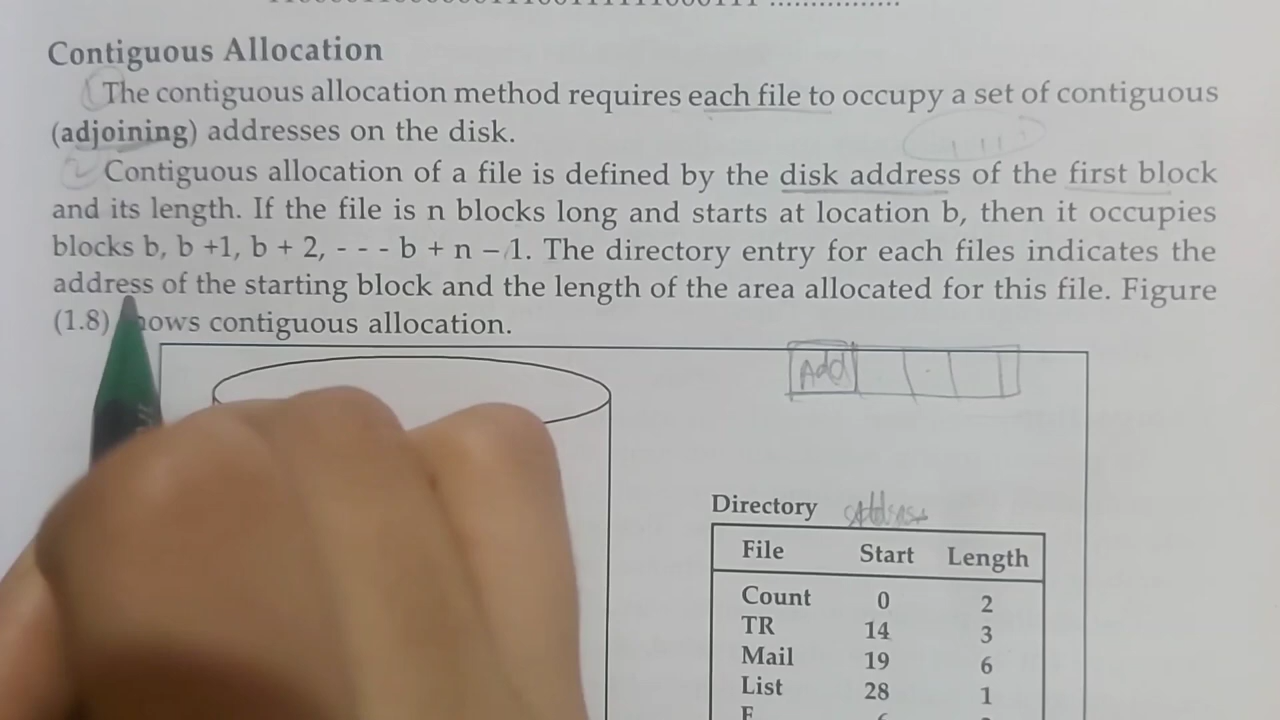 Contiguous Allocation
The contiguous allocation method requires each file to occupy a set of contiguous
(adjoining) addresses on the disk.
Contiguous allocation of a file is defined by the disk address of the first block
and its length. If the file is n blocks long and starts at location b, then it occupies
blocks b, b +1, b + 2, - - - b + n – 1. The directory entry for each files indicates the
address of the starting block and the length of the area allocated for this file. Figure
(1.8) hows contiguous allocation.
Add
Directory
File Start Length
Count 0 2
TR 14 3
Mail 19 6
List 28 1